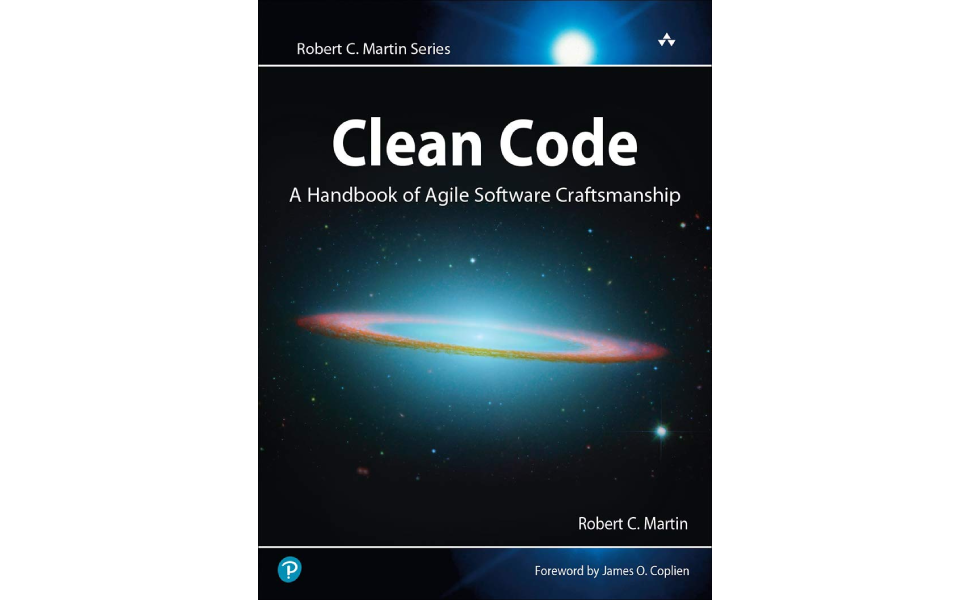 Robert C. Martin Series
Clean Code
A Handbook of Agile Software Craftsmanship
Robert C. Martin
Foreword by James O. Coplien